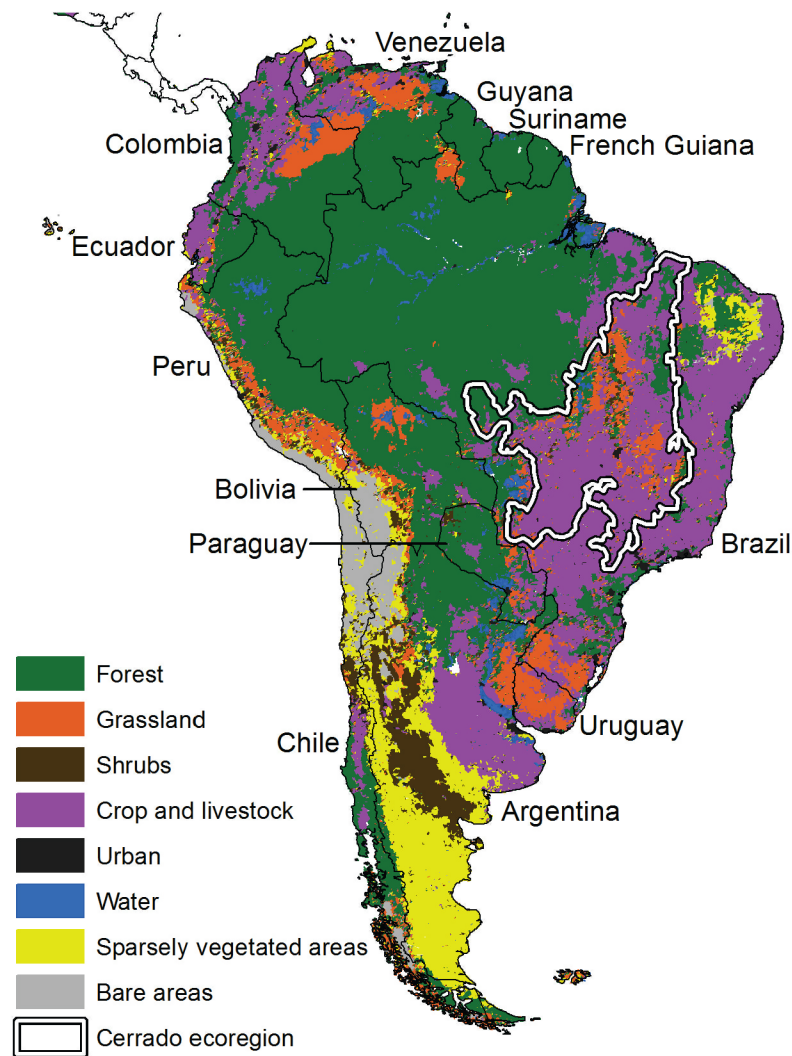 Venezuela
Guyana
Suriname
French Guiana
Colombia
Ecuador
Peru
Bolivia
Paraguay
Brazil
Uruguay
Chile
Argentina
Forest
Grassland
Shrubs
Crop and livestock
Urban
Water
Sparsely vegetated areas
Bare areas
Cerrado ecoregion